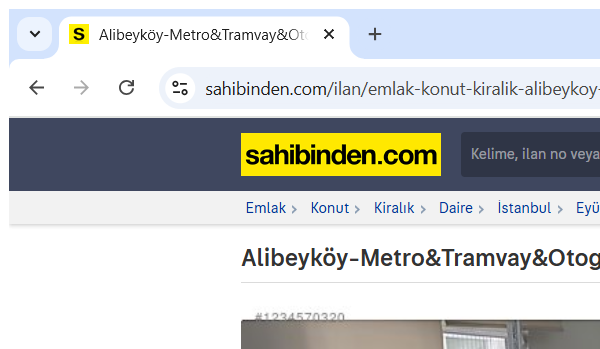 S Alibeyköy-Metro&Tramvay&Oto
sahibinden.com/ilan/emlak-konut-kiralik-alibeykoy-
sahibinden.com
Kelime, ilan no veya
Emlak > Konut > Kiralık > Daire > İstanbul > Eyü
Alibeyköy-Metro&Tramvay&Otog
#1234570320